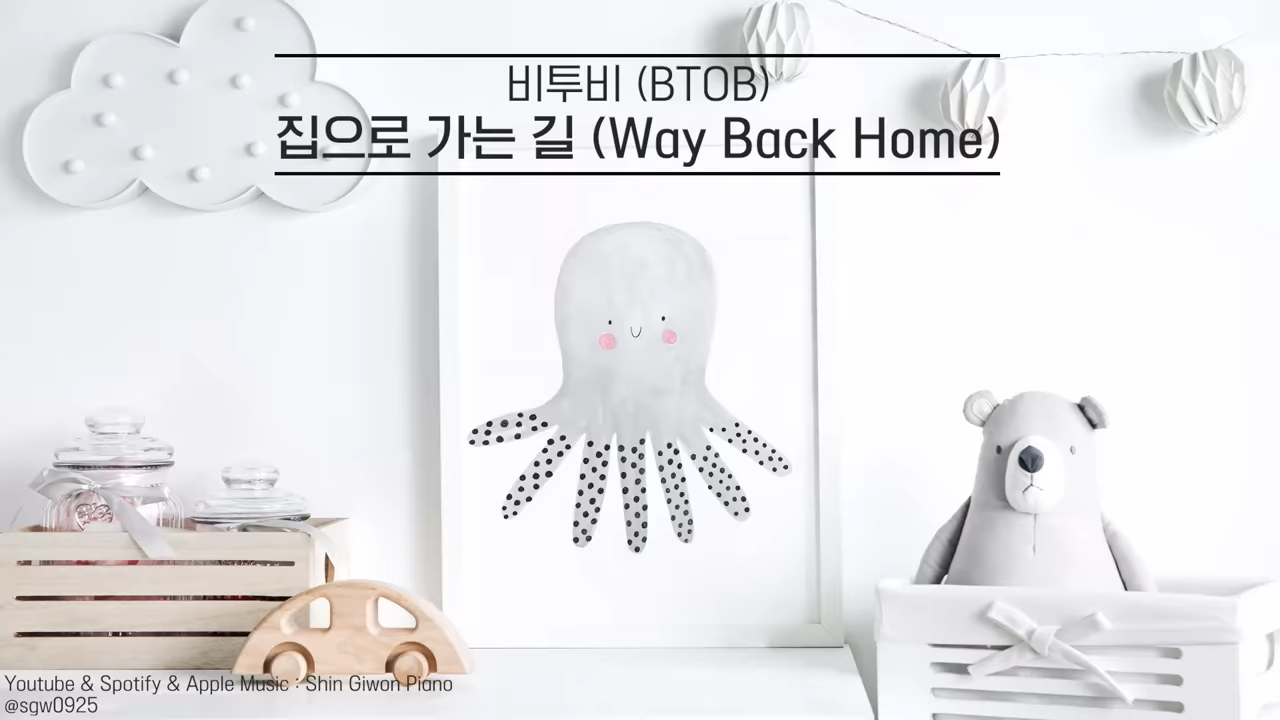 비투비 (BTOB)
집으로 가는 길 (Way Back Home)
Youtube & Spotify & Apple Music : Shin Giwon Piano
@sgw0925